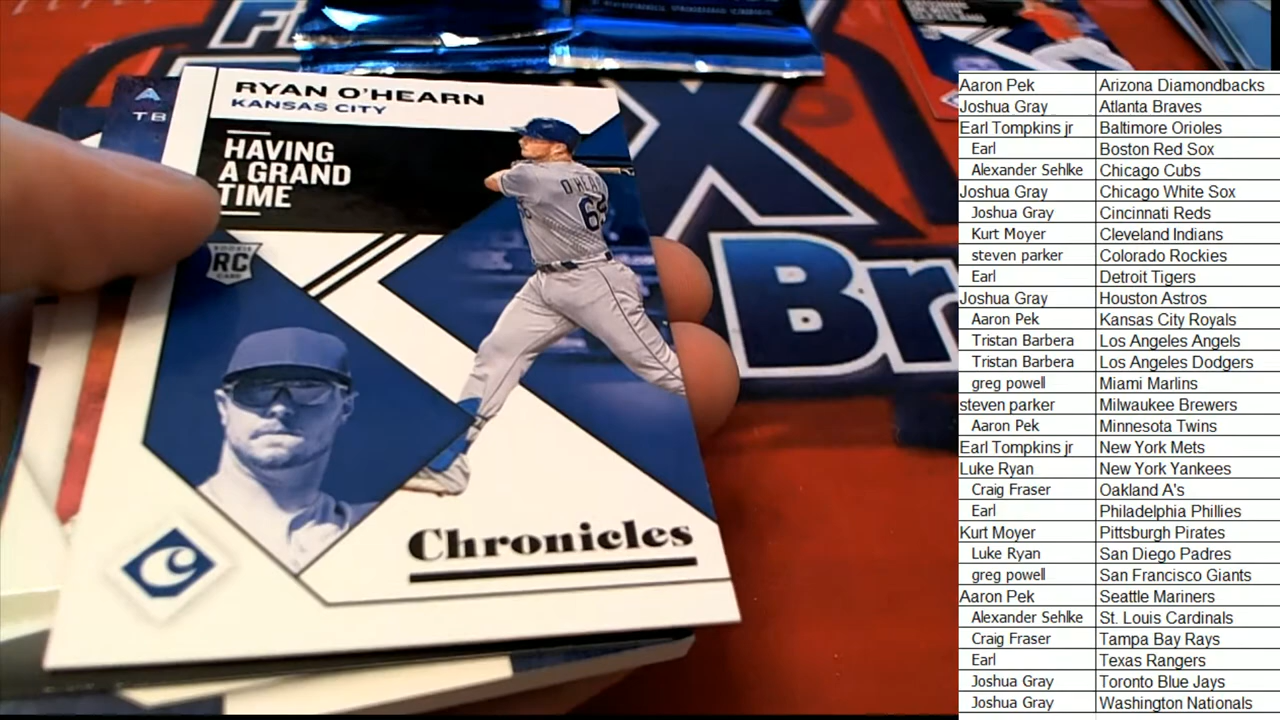 RYAN O'HEARN
KANSAS CITY
HAVING
A GRAND
TIME
ROOKIE
RC
CARD
Chronicles
C
A
TB
X
Br
Aaron Pek Arizona Diamondbacks
Joshua Gray Atlanta Braves
Earl Tompkins jr Baltimore Orioles
Earl Boston Red Sox
Alexander Sehlke Chicago Cubs
Joshua Gray Chicago White Sox
Joshua Gray Cincinnati Reds
Kurt Moyer Cleveland Indians
steven parker Colorado Rockies
Earl Detroit Tigers
Joshua Gray Houston Astros
Aaron Pek Kansas City Royals
Tristan Barbera Los Angeles Angels
Tristan Barbera Los Angeles Dodgers
greg powell Miami Marlins
steven parker Milwaukee Brewers
Aaron Pek Minnesota Twins
Earl Tompkins jr New York Mets
Luke Ryan New York Yankees
Craig Fraser Oakland A's
Earl Philadelphia Phillies
Kurt Moyer Pittsburgh Pirates
Luke Ryan San Diego Padres
greg powell San Francisco Giants
Aaron Pek Seattle Mariners
Alexander Sehlke St. Louis Cardinals
Craig Fraser Tampa Bay Rays
Earl Texas Rangers
Joshua Gray Toronto Blue Jays
Joshua Gray Washington Nationals